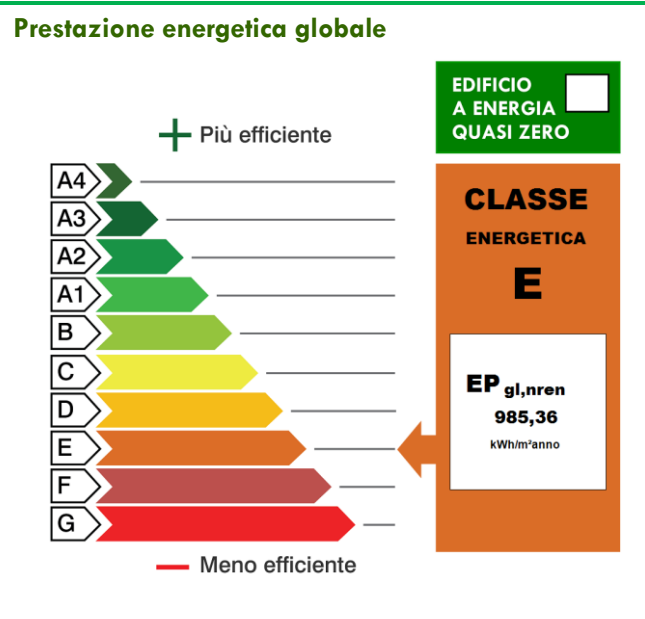 Prestazione energetica globale
EDIFICIO
A ENERGIA
QUASI ZERO
Più efficiente
A4
A3
A2
A1
B
C
D
E
F
G
Meno efficiente
CLASSE
ENERGETICA
E
EP gl,nren
985,36
kWh/m²anno